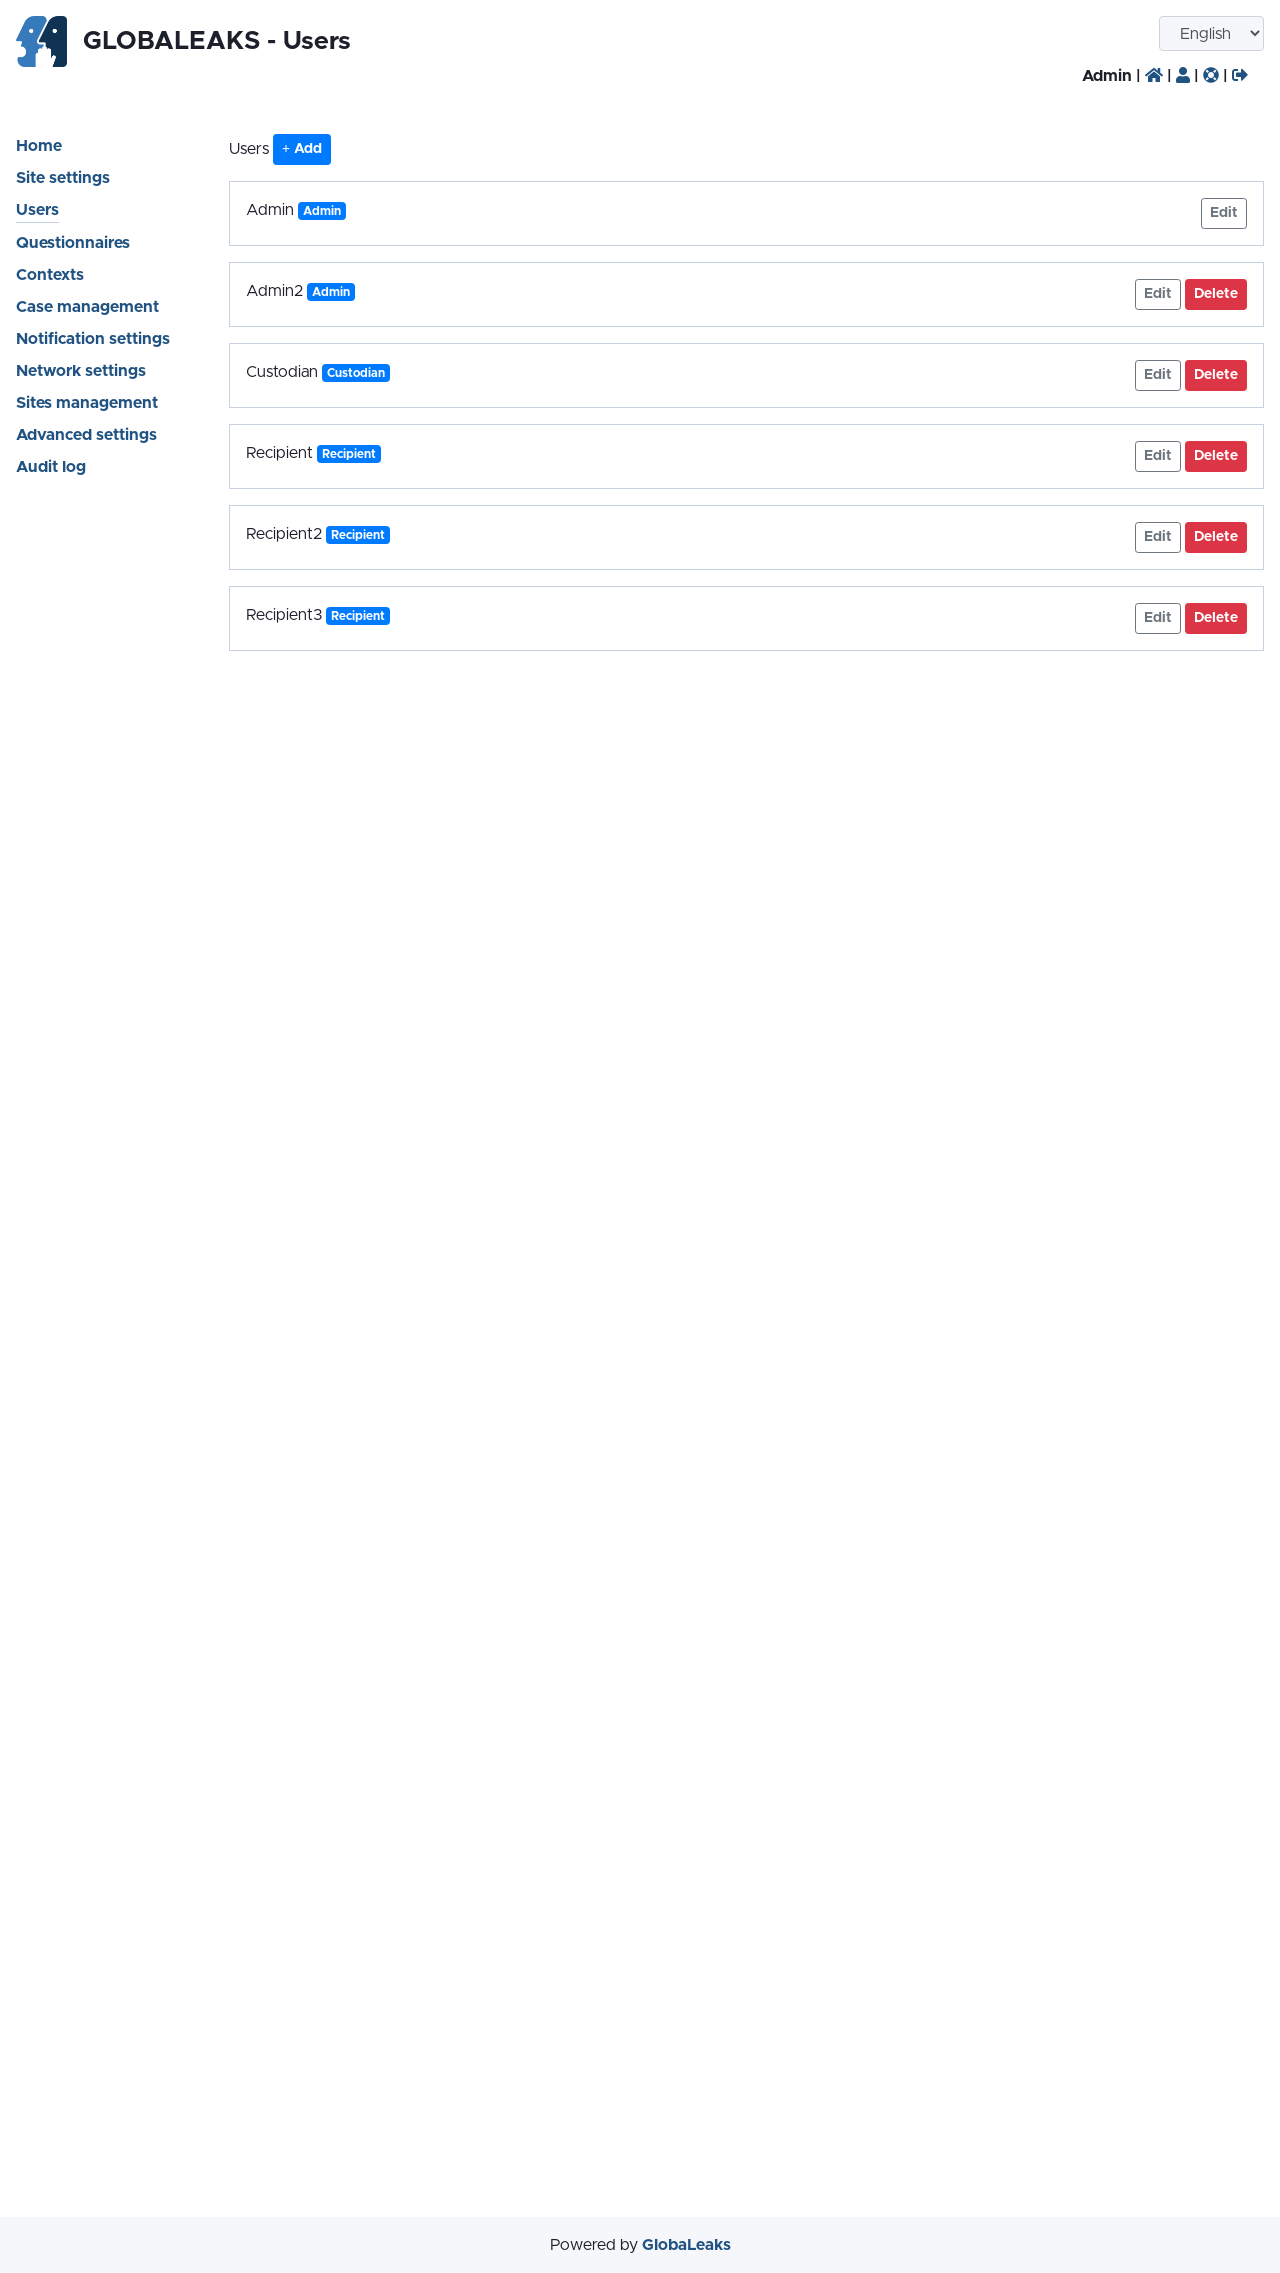 GLOBALEAKS - Users
English
Admin | | | |
Home
Site settings
Users
Questionnaires
Contexts
Case management
Notification settings
Network settings
Sites management
Advanced settings
Audit log
Users + Add
Admin Admin Edit
Admin2 Admin Edit Delete
Custodian Custodian Edit Delete
Recipient Recipient Edit Delete
Recipient2 Recipient Edit Delete
Recipient3 Recipient Edit Delete
Powered by GlobaLeaks